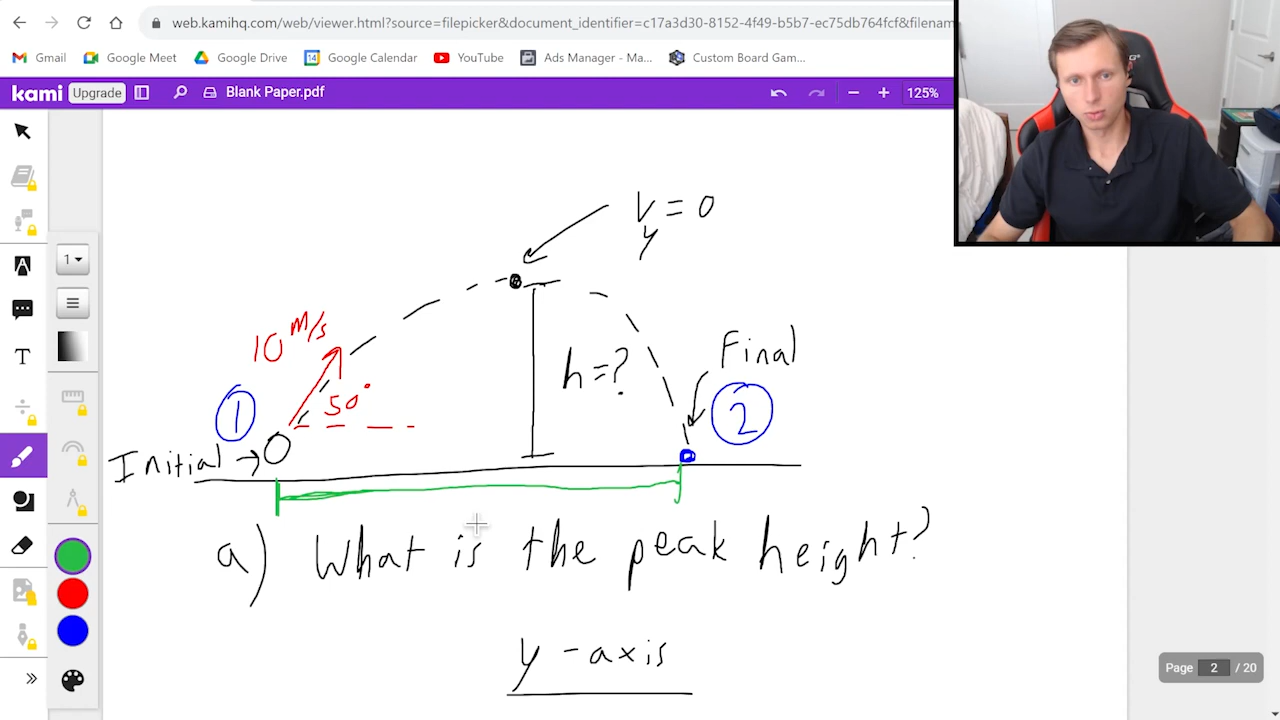 web.kamihq.com/web/viewer.html?source=filepicker&document_identifier=c17a3d30-8152-4f49-b5b7-ec75db764fcf&filenam
Gmail Google Meet Google Drive 14 Google Calendar YouTube Ads Manager - Ma... Custom Board Gam...
kami Upgrade Blank Paper.pdf 125%
1
A
T
Vy = 0
10 m/s
50°
h = ?
Final
1
2
Initial
a) What is the peak height?
y - axis
Page 2 / 20